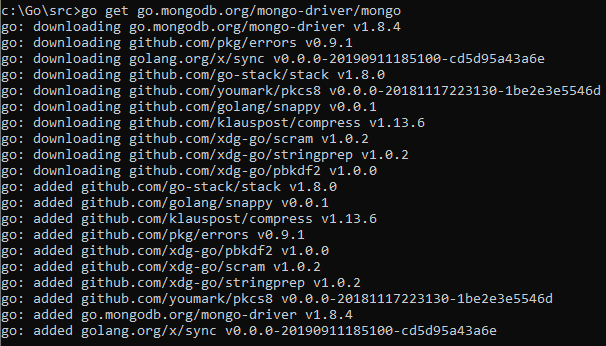 c:\Go\src>go get go.mongodb.org/mongo-driver/mongo
go: downloading go.mongodb.org/mongo-driver v1.8.4
go: downloading github.com/pkg/errors v0.9.1
go: downloading golang.org/x/sync v0.0.0-20190911185100-cd5d95a43a6e
go: downloading github.com/go-stack/stack v1.8.0
go: downloading github.com/youmark/pkcs8 v0.0.0-20181117223130-1be2e3e5546d
go: downloading github.com/golang/snappy v0.0.1
go: downloading github.com/klauspost/compress v1.13.6
go: downloading github.com/xdg-go/scram v1.0.2
go: downloading github.com/xdg-go/stringprep v1.0.2
go: downloading github.com/xdg-go/pbkdf2 v1.0.0
go: added github.com/go-stack/stack v1.8.0
go: added github.com/golang/snappy v0.0.1
go: added github.com/klauspost/compress v1.13.6
go: added github.com/pkg/errors v0.9.1
go: added github.com/xdg-go/pbkdf2 v1.0.0
go: added github.com/xdg-go/scram v1.0.2
go: added github.com/xdg-go/stringprep v1.0.2
go: added github.com/youmark/pkcs8 v0.0.0-20181117223130-1be2e3e5546d
go: added go.mongodb.org/mongo-driver v1.8.4
go: added golang.org/x/sync v0.0.0-20190911185100-cd5d95a43a6e